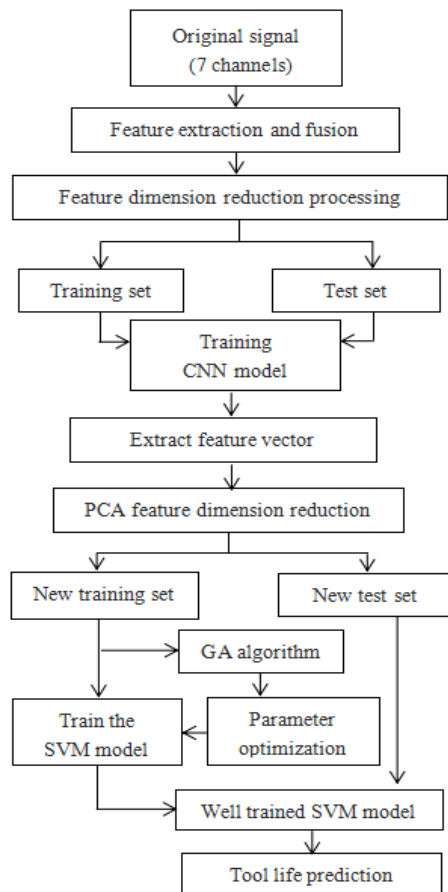 Original signal
(7 channels)
Feature extraction and fusion
Feature dimension reduction processing
Training set
Test set
Training
CNN model
Extract feature vector
PCA feature dimension reduction
New training set
New test set
GA algorithm
Train the
SVM model
Parameter
optimization
Well trained SVM model
Tool life prediction